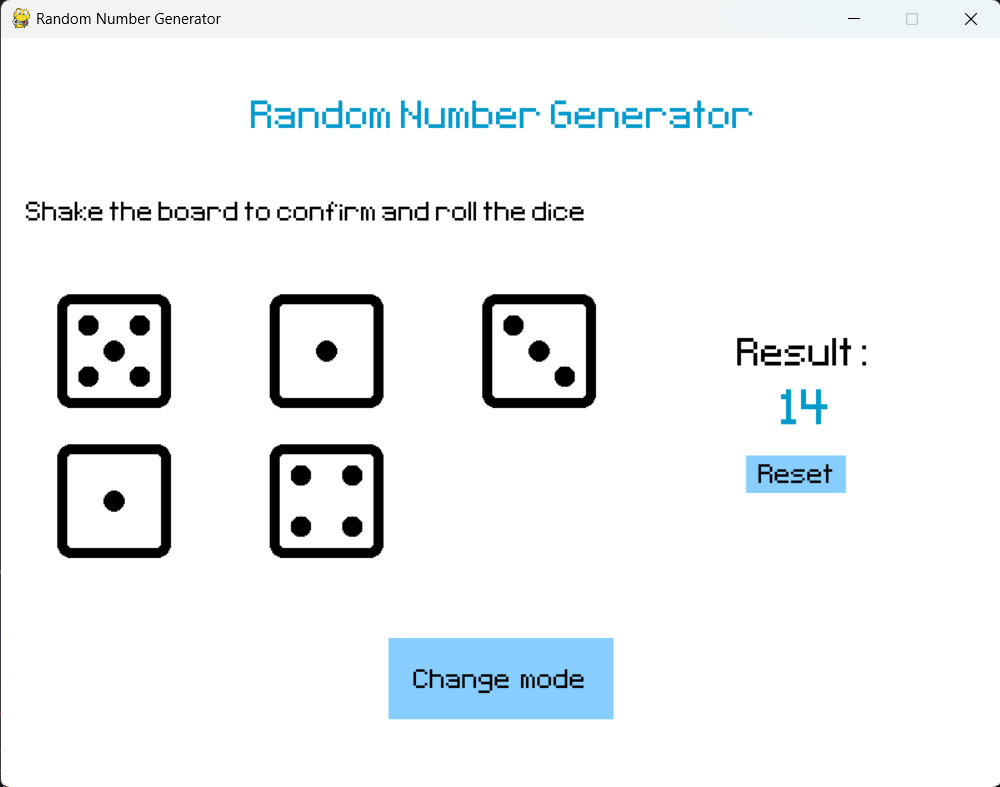 Random Number Generator
Random Number Generator
Shake the board to confirm and roll the dice
Result :
14
Reset
Change mode